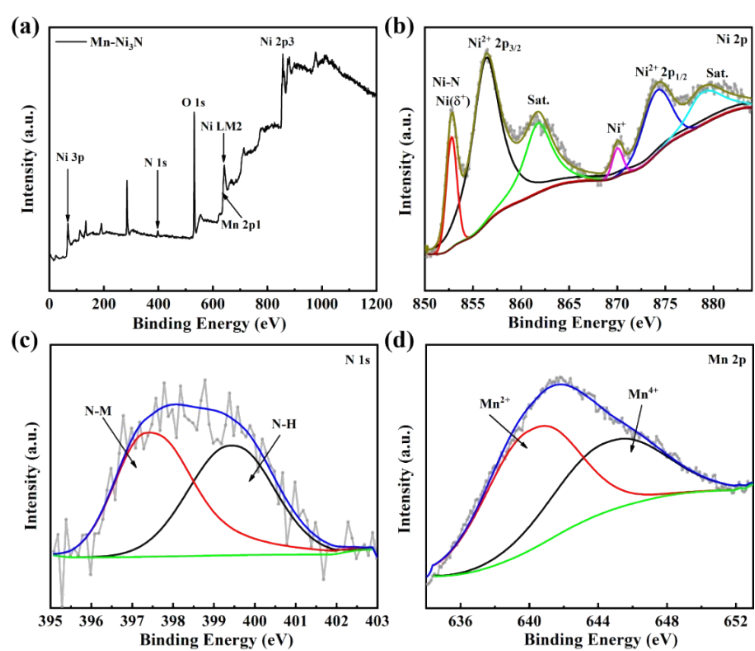 (a)
Mn-Ni₃N
Ni 3p
N 1s
O 1s
Ni LM2
Mn 2p1
Ni 2p3
Intensity (a.u.)
0 200 400 600 800 1000 1200
Binding Energy (eV)
(b)
Ni 2p
Ni-N
Ni(δ⁺)
Ni²⁺ 2p₃/₂
Sat.
Ni⁺
Ni²⁺ 2p₁/₂
Sat.
Intensity (a.u.)
850 855 860 865 870 875 880
Binding Energy (eV)
(c)
N 1s
N-M
N-H
Intensity (a.u.)
395 396 397 398 399 400 401 402 403
Binding Energy (eV)
(d)
Mn 2p
Mn²⁺
Mn⁴⁺
Intensity (a.u.)
636 640 644 648 652
Binding Energy (eV)